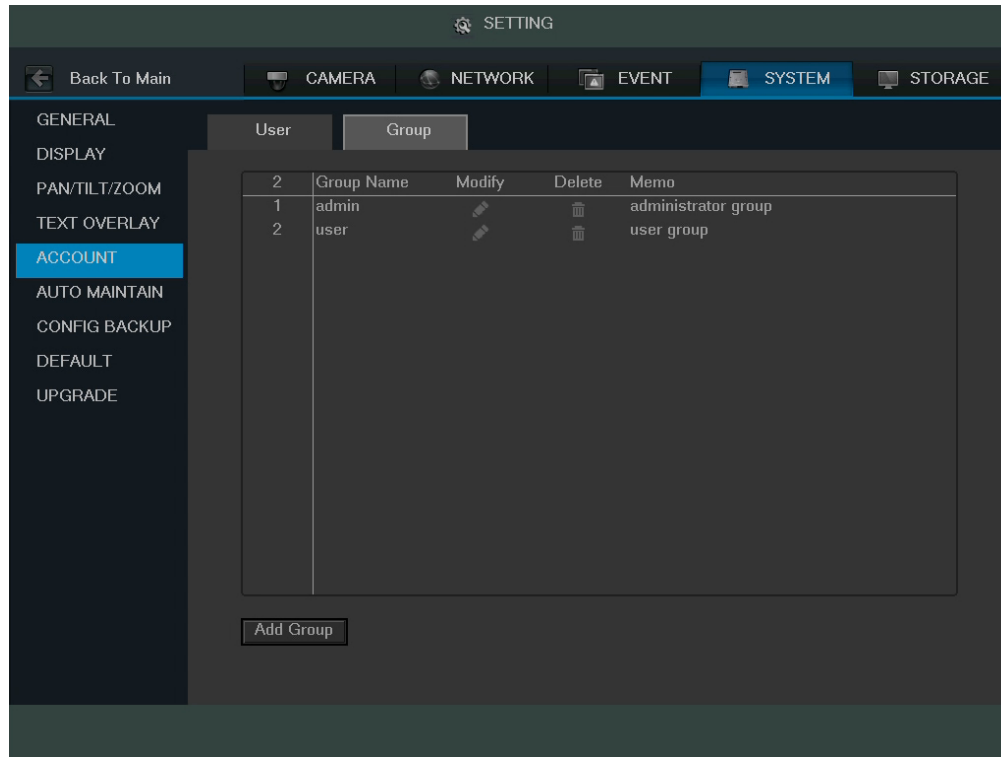 SETTING
Back To Main CAMERA NETWORK EVENT SYSTEM STORAGE
GENERAL
DISPLAY
PAN/TILT/ZOOM
TEXT OVERLAY
ACCOUNT
AUTO MAINTAIN
CONFIG BACKUP
DEFAULT
UPGRADE
User Group
2 Group Name Modify Delete Memo
1 admin administrator group
2 user user group
Add Group